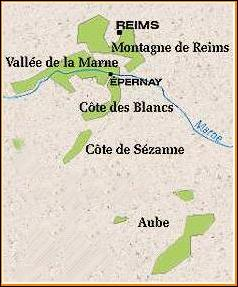 REIMS
Montagne de Reims
Vallée de la Marne
ÉPERNAY
Côte des Blancs
Marne
Côte de Sézanne
Aube